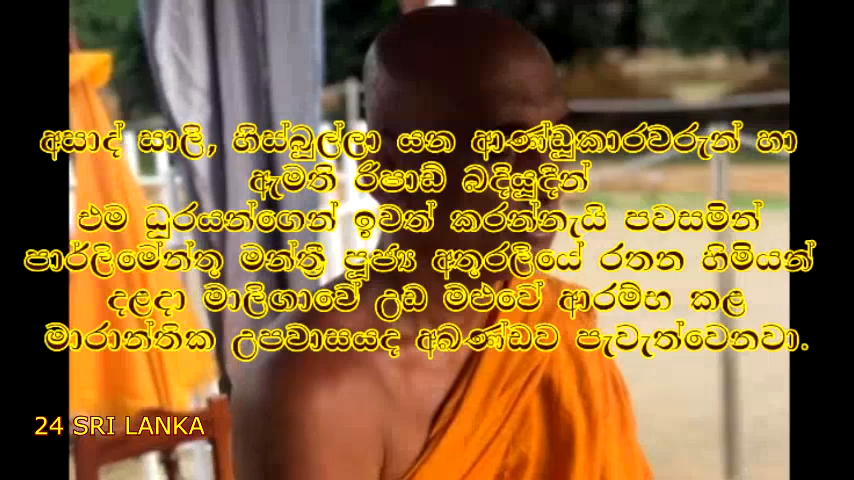 අසාද් සාලි, හිස්බුල්ලා යන ආණ්ඩුකාරවරුන් හා
ඇමති රිෂාඩ් බදියුදීන්
එම ධුරයන්ගෙන් ඉවත් කරන්නැයි පවසමින්
පාර්ලිමේන්තු මන්ත්‍රී පූජ්‍ය අතුරලියේ රතන හිමියන්
දළදා මාලිගාවේ උඩ මළුවේ ආරම්භ කළ
මාරාන්තික උපවාසයද අඛණ්ඩව පැවැත්වෙනවා.
24 SRI LANKA